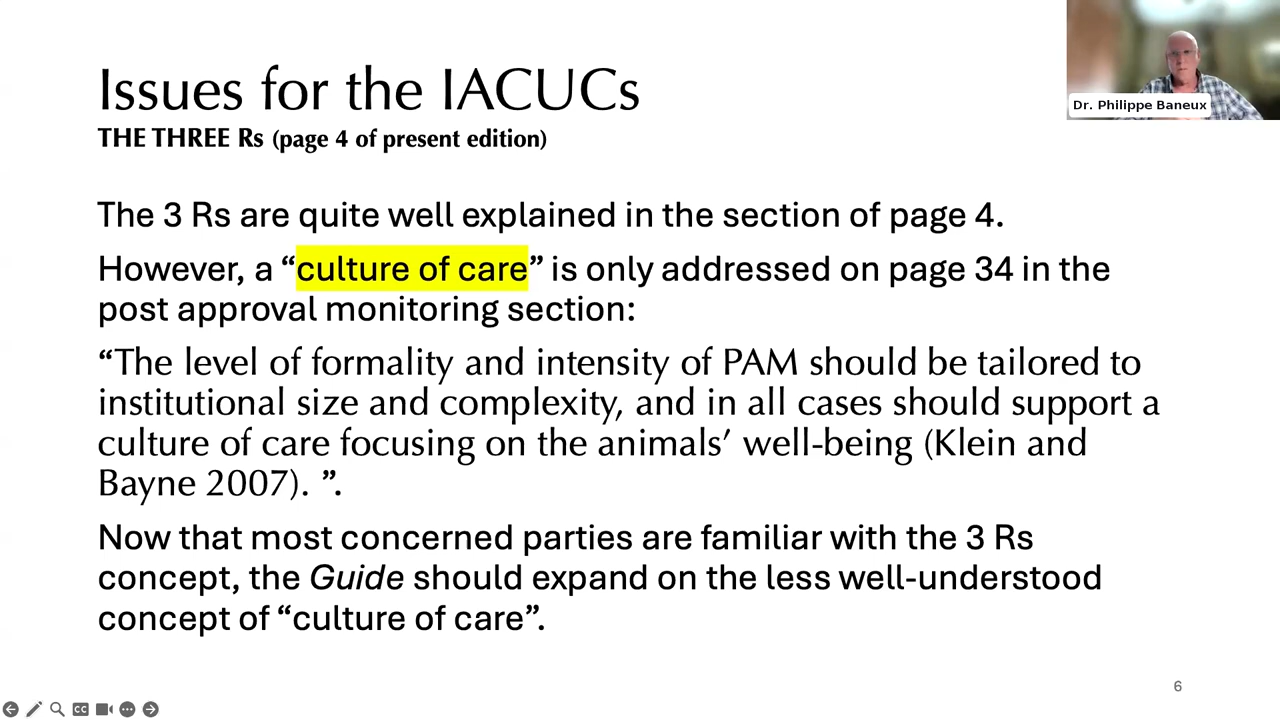 Issues for the IACUCs
THE THREE Rs (page 4 of present edition)
Dr. Philippe Baneux
The 3 Rs are quite well explained in the section of page 4.
However, a “culture of care” is only addressed on page 34 in the
post approval monitoring section:
“The level of formality and intensity of PAM should be tailored to
institutional size and complexity, and in all cases should support a
culture of care focusing on the animals’ well-being (Klein and
Bayne 2007). ”.
Now that most concerned parties are familiar with the 3 Rs
concept, the Guide should expand on the less well-understood
concept of “culture of care”.
6
CC